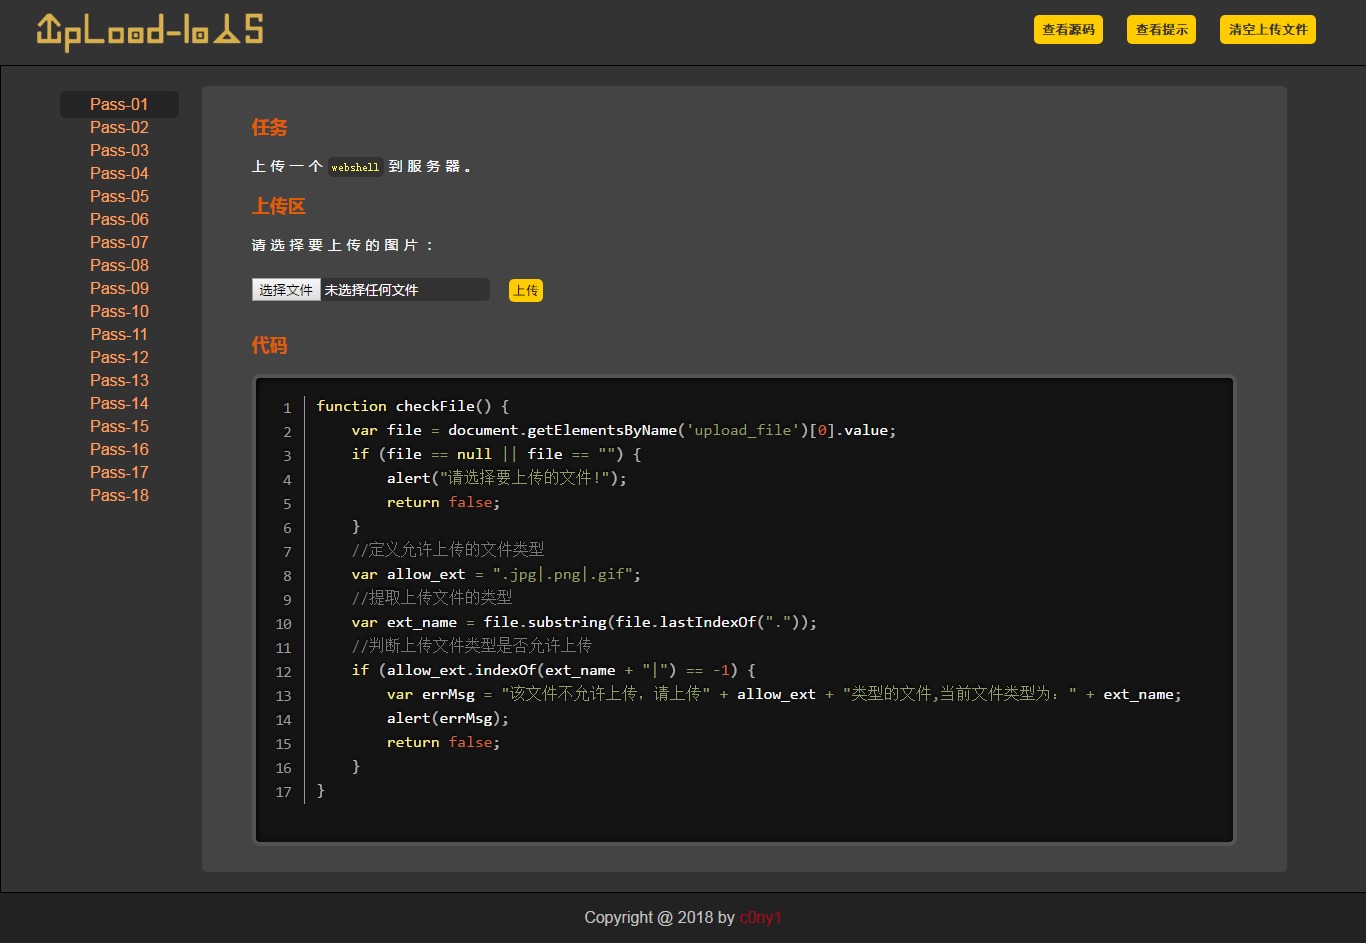 UpLoad-labs
查看源码 查看提示 清空上传文件
Pass-01
Pass-02
Pass-03
Pass-04
Pass-05
Pass-06
Pass-07
Pass-08
Pass-09
Pass-10
Pass-11
Pass-12
Pass-13
Pass-14
Pass-15
Pass-16
Pass-17
Pass-18
任务
上传一个 webshell 到服务器。
上传区
请选择要上传的图片：
选择文件 未选择任何文件 上传
代码
1 function checkFile() {
2 var file = document.getElementsByName('upload_file')[0].value;
3 if (file == null || file == "") {
4 alert("请选择要上传的文件!");
5 return false;
6 }
7 //定义允许上传的文件类型
8 var allow_ext = ".jpg|.png|.gif";
9 //提取上传文件的类型
10 var ext_name = file.substring(file.lastIndexOf("."));
11 //判断上传文件类型是否允许上传
12 if (allow_ext.indexOf(ext_name + "|") == -1) {
13 var errMsg = "该文件不允许上传，请上传" + allow_ext + "类型的文件,当前文件类型为：" + ext_name;
14 alert(errMsg);
15 return false;
16 }
17 }
Copyright @ 2018 by c0ny1